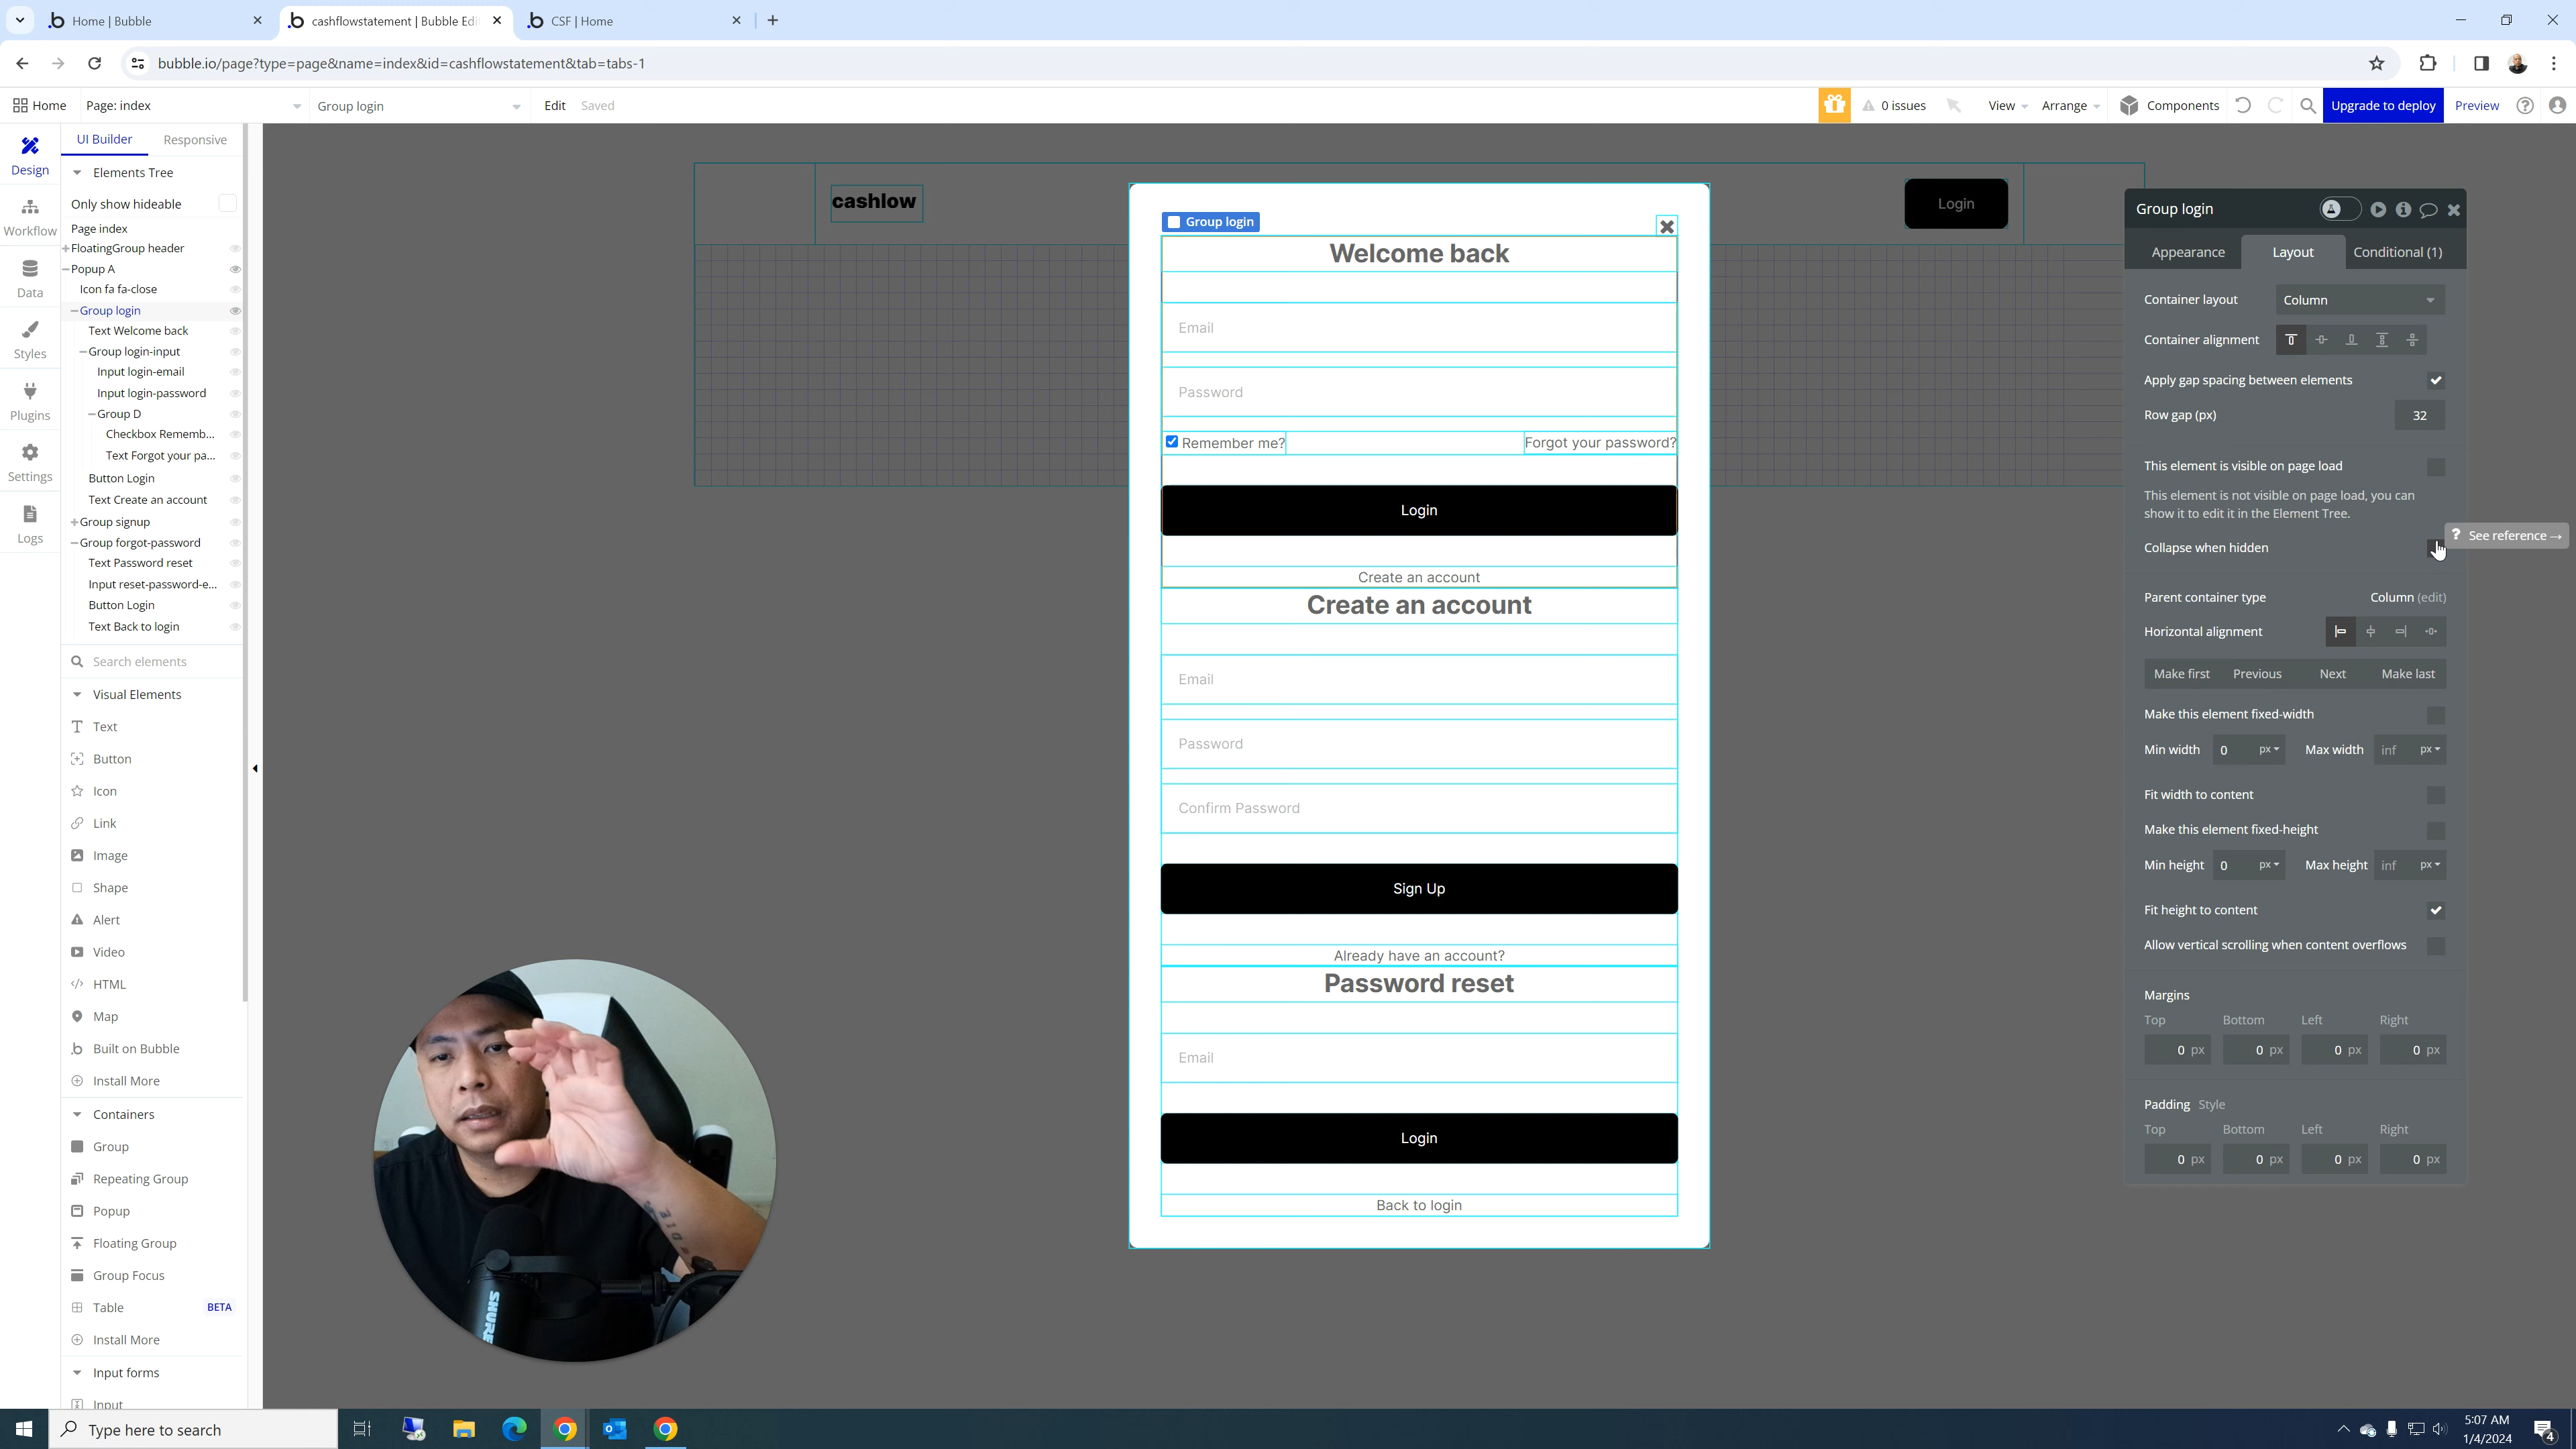 Home | Bubble
cashflowstatement | Bubble Edi
CSF | Home
bubble.io/page?type=page&name=index&id=cashflowstatement&tab=tabs-1
Home
Page: index
Group login
Edit
Saved
0 issues
View
Arrange
Components
Upgrade to deploy
Preview
Design
Workflow
Data
Styles
Plugins
Settings
Logs
UI Builder
Responsive
Elements Tree
Only show hideable
Page index
FloatingGroup header
Popup A
Icon fa fa-close
Group login
Text Welcome back
Group login-input
Input login-email
Input login-password
Group D
Checkbox Rememb...
Text Forgot your pa...
Button Login
Text Create an account
Group signup
Group forgot-password
Text Password reset
Input reset-password-e...
Button Login
Text Back to login
Search elements
Visual Elements
Text
Button
Icon
Link
Image
Shape
Alert
Video
HTML
Map
Built on Bubble
Install More
Containers
Group
Repeating Group
Popup
Floating Group
Group Focus
Table BETA
Install More
Input forms
Input
cashlow
Login
Group login
Welcome back
Email
Password
Remember me?
Forgot your password?
Login
Create an account
Create an account
Email
Password
Confirm Password
Sign Up
Already have an account?
Password reset
Email
Login
Back to login
SHURE
Group login
Appearance
Layout
Conditional (1)
Container layout Column
Container alignment
Apply gap spacing between elements
Row gap (px) 32
This element is visible on page load
This element is not visible on page load, you can
show it to edit it in the Element Tree.
? See reference →
Collapse when hidden
Parent container type Column (edit)
Horizontal alignment
Make first Previous Next Make last
Make this element fixed-width
Min width 0 px Max width inf px
Fit width to content
Make this element fixed-height
Min height 0 px Max height inf px
Fit height to content
Allow vertical scrolling when content overflows
Margins
Top Bottom Left Right
0 px 0 px 0 px 0 px
Padding Style
Top Bottom Left Right
0 px 0 px 0 px 0 px
Type here to search
5:07 AM
1/4/2024
4